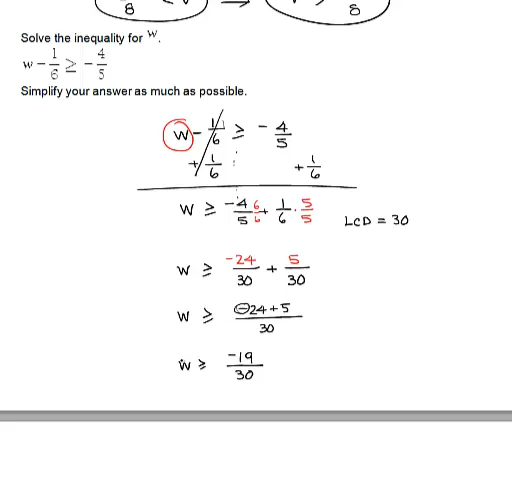 8 8
Solve the inequality for w.
w - 1/6 ≥ - 4/5
Simplify your answer as much as possible.
w - 1/6 ≥ - 4/5
+ 1/6 + 1/6
w ≥ -4/5 · 6/6 + 1/6 · 5/5
LCD = 30
w ≥ -24/30 + 5/30
w ≥ -24+5/30
w ≥ -19/30